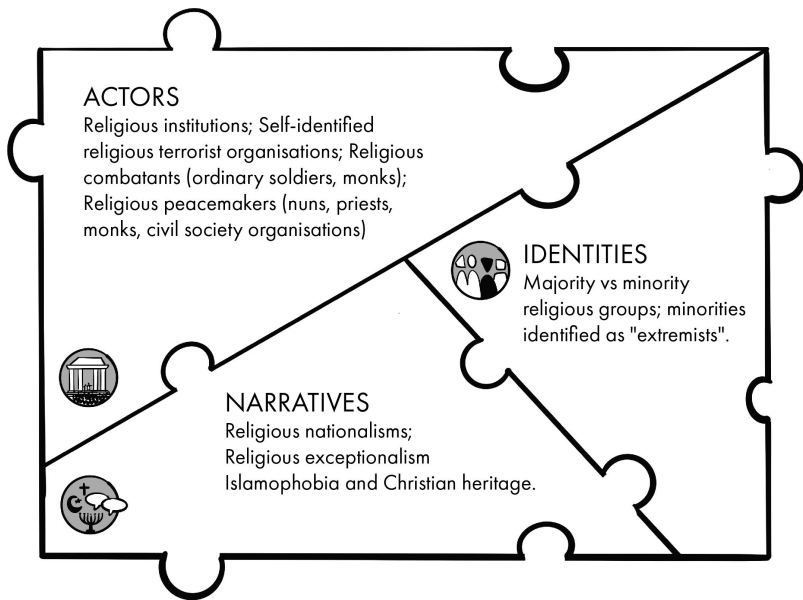 ACTORS
Religious institutions; Self-identified
religious terrorist organisations; Religious
combatants (ordinary soldiers, monks);
Religious peacemakers (nuns, priests,
monks, civil society organisations)
IDENTITIES
Majority vs minority
religious groups; minorities
identified as "extremists".
NARRATIVES
Religious nationalisms;
Religious exceptionalism
Islamophobia and Christian heritage.